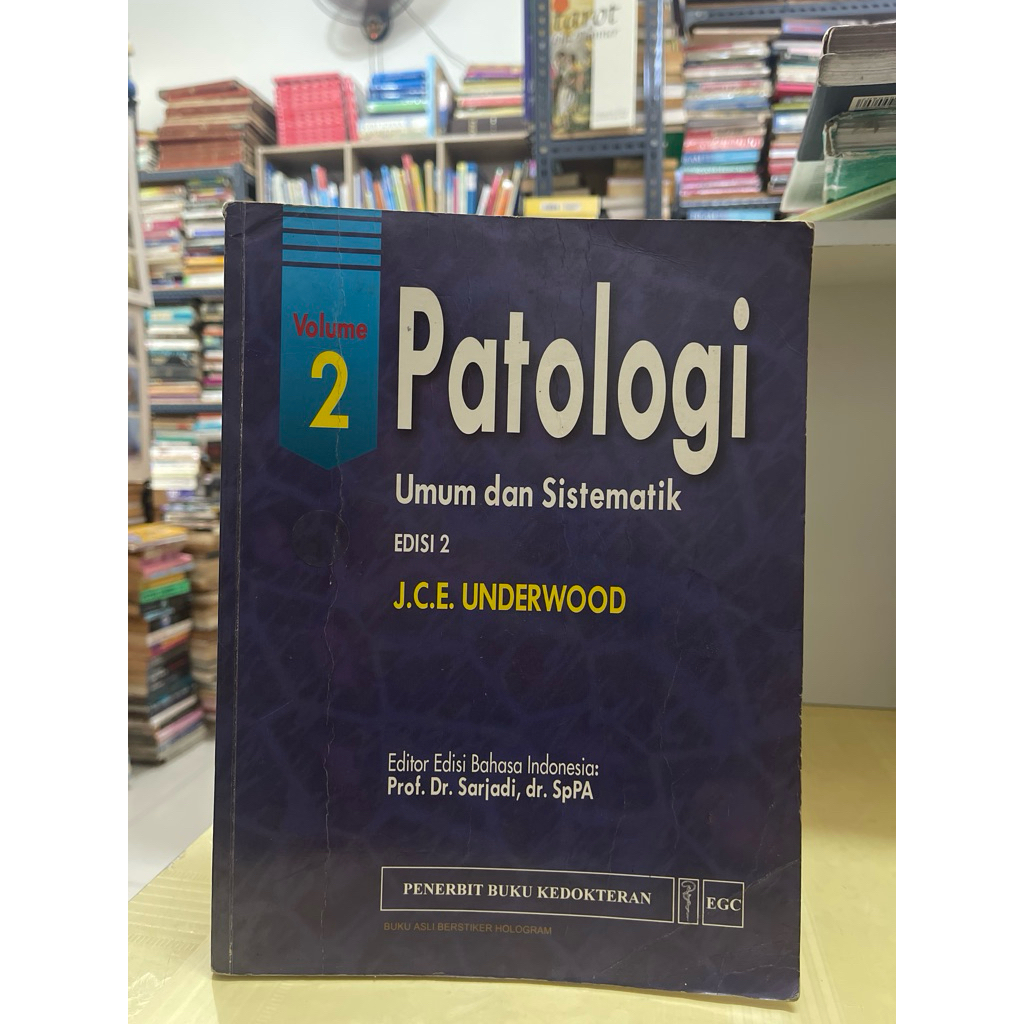 tarot
Volume
2
Patologi
Umum dan Sistematik
EDISI 2
J.C.E. UNDERWOOD
Editor Edisi Bahasa Indonesia:
Prof. Dr. Sarjadi, dr. SpPA
PENERBIT BUKU KEDOKTERAN
EGC
BUKU ASLI BERSTIKER HOLOGRAM